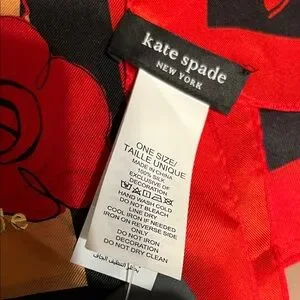 kate spade
NEW YORK
ONE SIZE/
TAILLE UNIQUE
MADE IN CHINA
100% SILK
EXCLUSIVE OF
DECORATION
HAND WASH COLD
DO NOT BLEACH
LINE DRY
COOL IRON IF NEEDED
IRON ON REVERSE SIDE
ONLY
DO NOT IRON
DECORATION
DO NOT DRY CLEAN